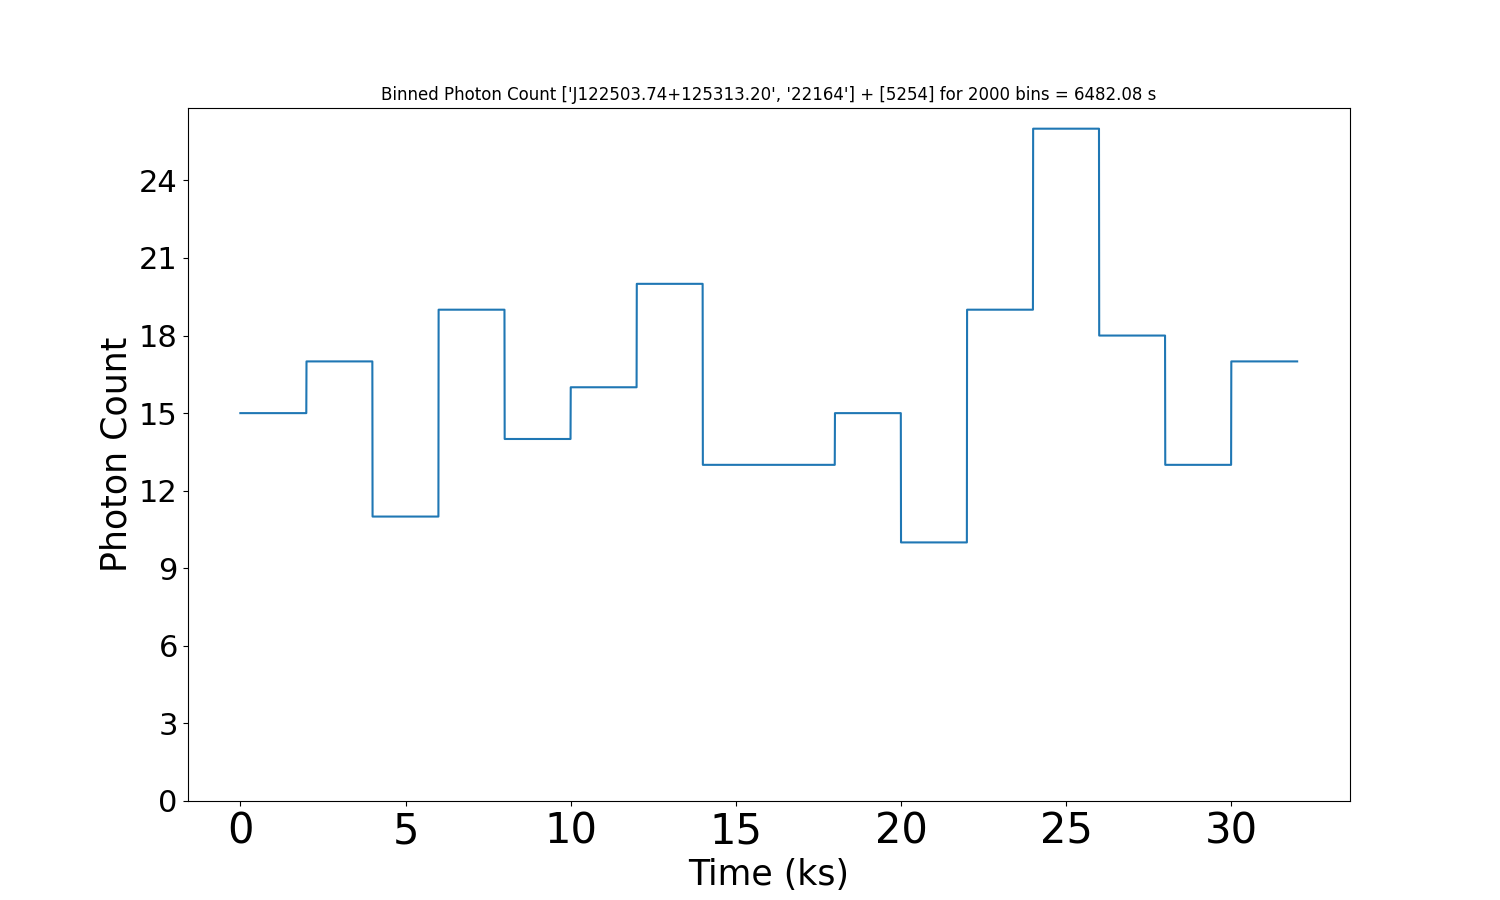 Binned Photon Count ['J122503.74+125313.20', '22164'] + [5254] for 2000 bins = 6482.08 s
24
21
18
15
12
9
6
3
0
Photon Count
0 5 10 15 20 25 30
Time (ks)